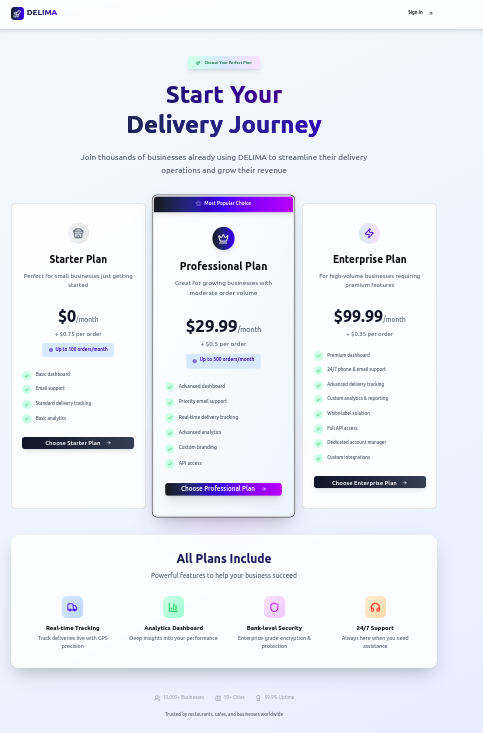 DELIMA
Sign In
Choose Your Perfect Plan
Start Your
Delivery Journey
Join thousands of businesses already using DELIMA to streamline their delivery
operations and grow their revenue
Starter Plan
Perfect for small businesses just getting
started
$0/month
+ $0.75 per order
Up to 100 orders/month
Basic dashboard
Email support
Standard delivery tracking
Basic analytics
Choose Starter Plan
Most Popular Choice
Professional Plan
Great for growing businesses with
moderate order volume
$29.99/month
+ $0.5 per order
Up to 500 orders/month
Advanced dashboard
Priority email support
Real-time delivery tracking
Advanced analytics
Custom branding
API access
Choose Professional Plan
Enterprise Plan
For high-volume businesses requiring
premium features
$99.99/month
+ $0.35 per order
Premium dashboard
24/7 phone & email support
Advanced delivery tracking
Custom analytics & reporting
White-label solution
Full API access
Dedicated account manager
Custom integrations
Choose Enterprise Plan
All Plans Include
Powerful features to help your business succeed
Real-time Tracking
Track deliveries live with GPS
precision
Analytics Dashboard
Deep insights into your performance
Bank-level Security
Enterprise-grade encryption &
protection
24/7 Support
Always here when you need
assistance
10,000+ Businesses
50+ Cities
99.9% Uptime
Trusted by restaurants, cafes, and businesses worldwide